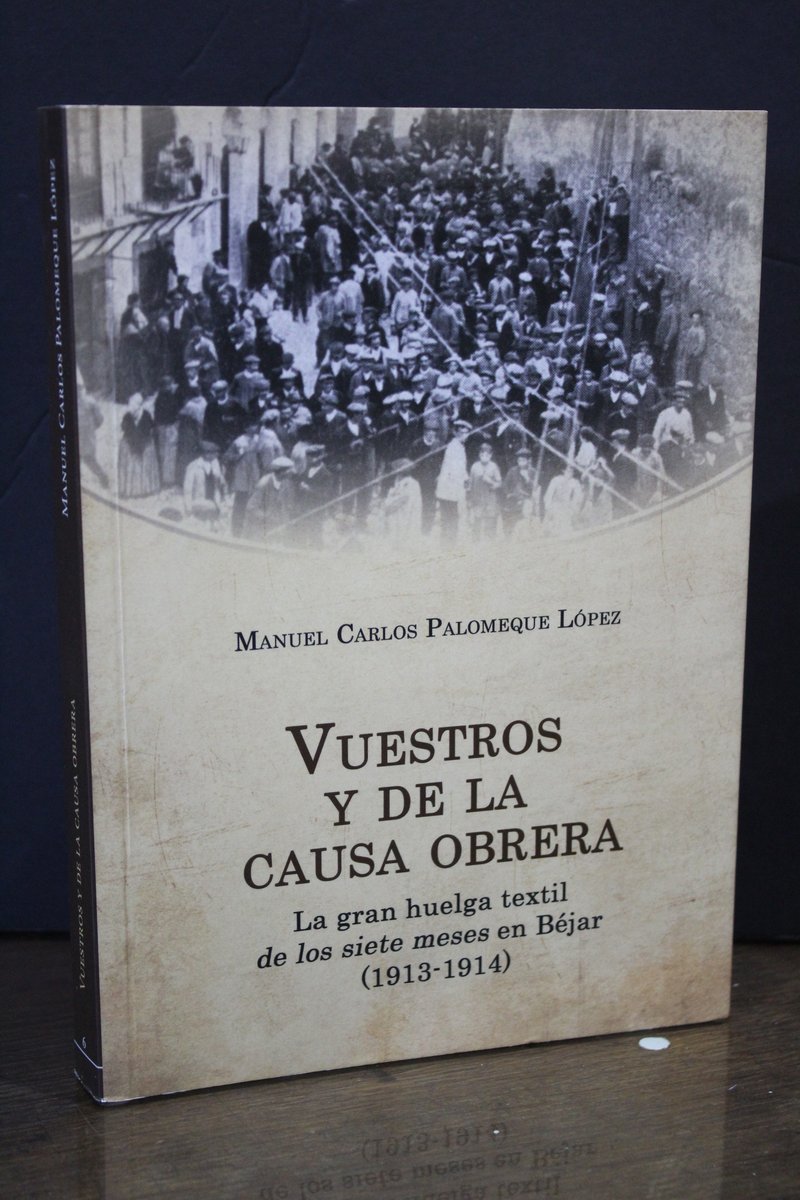 Manuel Carlos Palomeque López
Vuestros
y de la
causa obrera
La gran huelga textil
de los siete meses en Béjar
(1913-1914)
Manuel Carlos Palomeque López
Vuestros y de la causa obrera
6